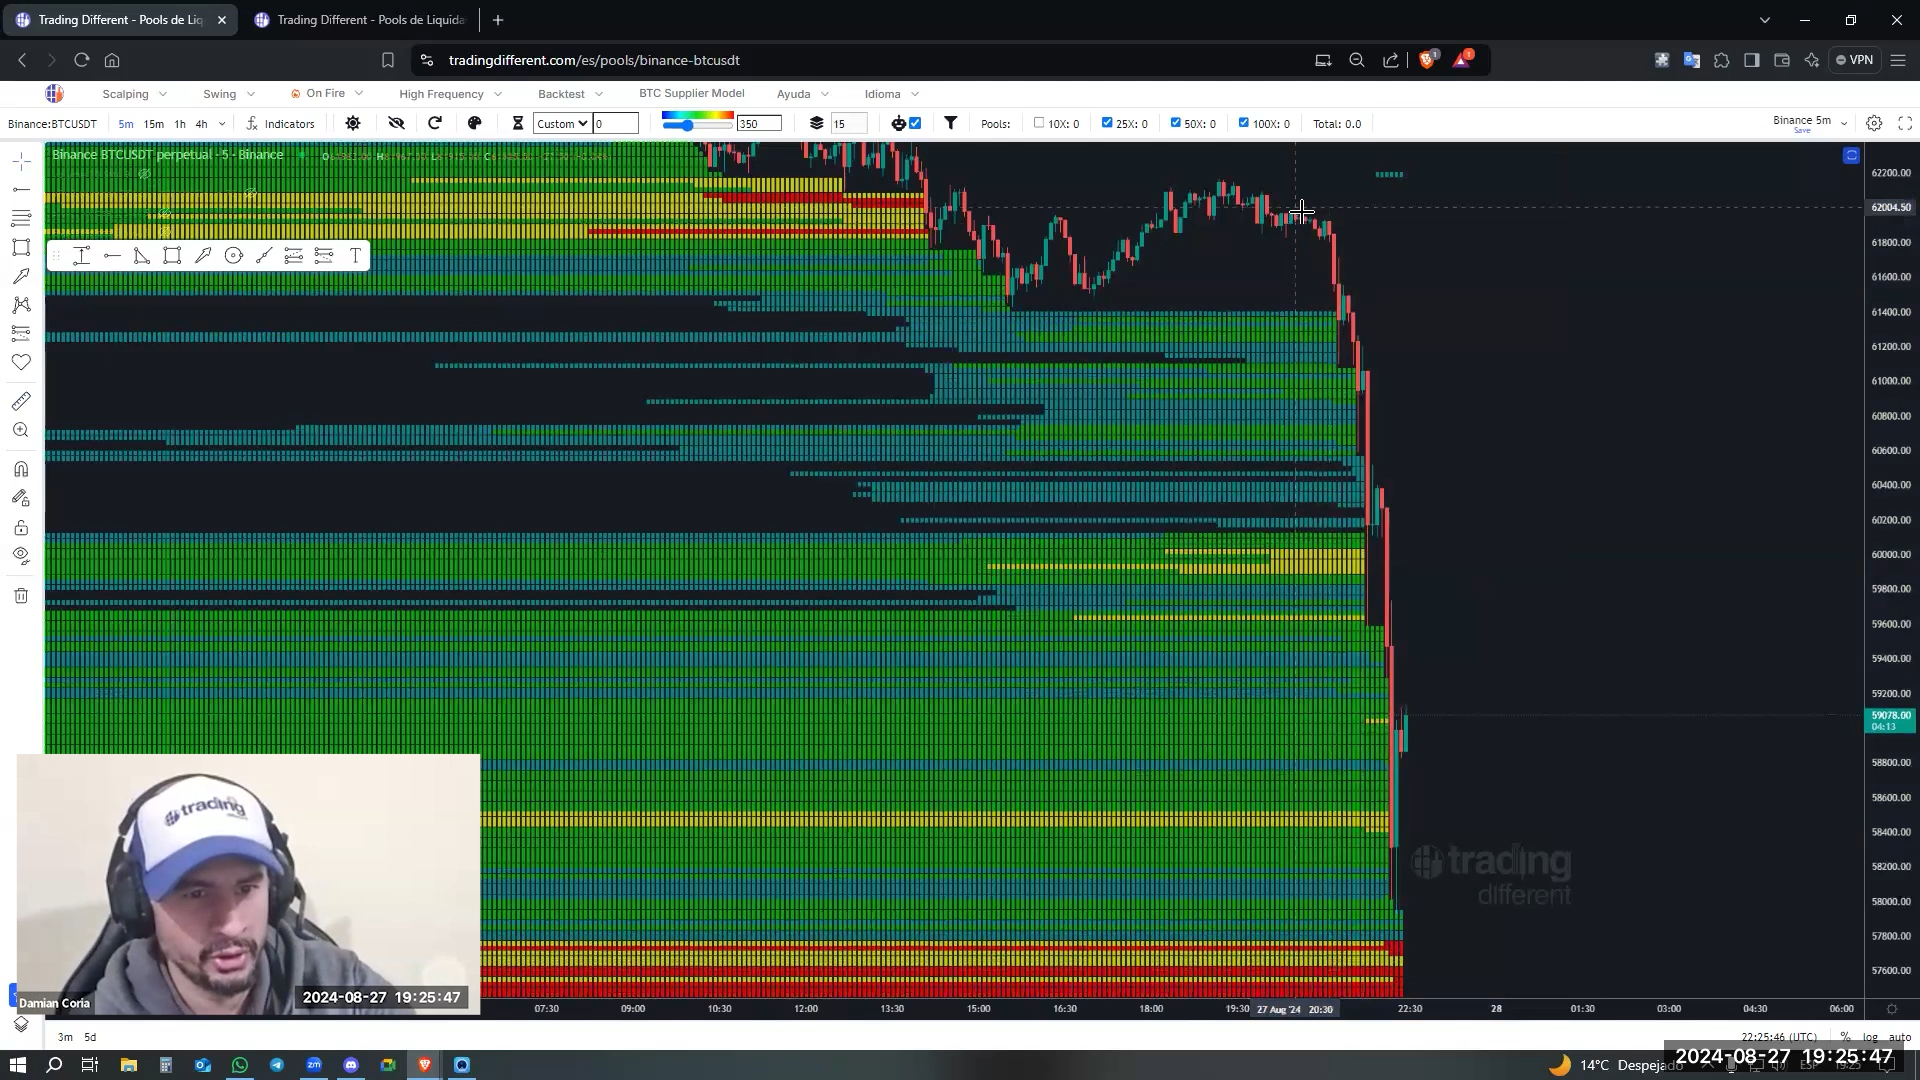 Trading Different - Pools de Liq
Trading Different - Pools de Liquida
tradingdifferent.com/es/pools/binance-btcusdt
1
1
VPN
Scalping
Swing
On Fire
High Frequency
Backtest
BTC Supplier Model
Ayuda
Idioma
Binance:BTCUSDT
5m
15m
1h
4h
Indicators
Custom
0
350
15
Pools:
10X: 0
25X: 0
50X: 0
100X: 0
Total: 0.0
Binance 5m
Save
Binance BTCUSDT perpetual - 5 - Binance
T
62200.00
62004.50
61800.00
61600.00
61400.00
61200.00
61000.00
60800.00
60600.00
60400.00
60200.00
60000.00
59800.00
59600.00
59400.00
59200.00
59078.00
04:13
58800.00
58600.00
58400.00
58200.00
58000.00
57800.00
57600.00
trading
different
trading
Damian Coria
2024-08-27 19:25:47
07:30
09:00
10:30
12:00
13:30
15:00
16:30
18:00
19:30
27 Aug '24 20:30
22:30
28
01:30
03:00
04:30
06:00
3m
5d
22:25:46 (UTC)
%
log
auto
zm
14°C Despejado
2024-08-27 19:25:47